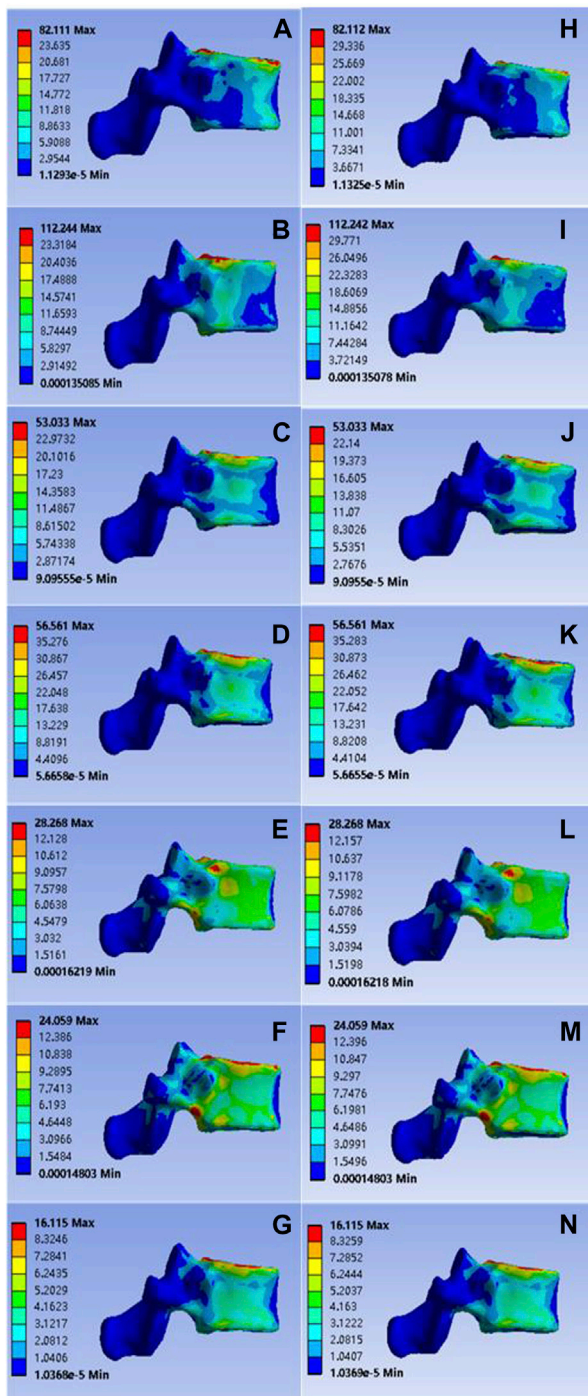 A
82.111 Max
23.635
20.681
17.727
14.772
11.818
8.8633
5.9088
2.9544
1.1293e-5 Min
H
82.112 Max
29.336
25.669
22.002
18.335
14.668
11.001
7.3341
3.6671
1.1325e-5 Min
B
112.244 Max
23.3184
20.4036
17.4888
14.5741
11.6593
8.74449
5.8297
2.91492
0.000135085 Min
I
112.242 Max
29.771
26.0496
22.3283
18.6069
14.8856
11.1642
7.44284
3.72149
0.000135078 Min
C
53.033 Max
22.9732
20.1016
17.23
14.3583
11.4867
8.61502
5.74338
2.87174
9.09555e-5 Min
J
53.033 Max
22.14
19.373
16.605
13.838
11.07
8.3026
5.5351
2.7676
9.0955e-5 Min
D
56.561 Max
35.276
30.867
26.457
22.048
17.638
13.229
8.8191
4.4096
5.6658e-5 Min
K
56.561 Max
35.283
30.873
26.462
22.052
17.642
13.231
8.8208
4.4104
5.6655e-5 Min
E
28.268 Max
12.128
10.612
9.0957
7.5798
6.0638
4.5479
3.032
1.5161
0.00016219 Min
L
28.268 Max
12.157
10.637
9.1178
7.5982
6.0786
4.559
3.0394
1.5198
0.00016218 Min
F
24.059 Max
12.386
10.838
9.2895
7.7413
6.193
4.6448
3.0966
1.5484
0.00014803 Min
M
24.059 Max
12.396
10.847
9.297
7.7476
6.1981
4.6486
3.0991
1.5496
0.00014803 Min
G
16.115 Max
8.3246
7.2841
6.2435
5.2029
4.1623
3.1217
2.0812
1.0406
1.0368e-5 Min
N
16.115 Max
8.3259
7.2852
6.2444
5.2037
4.163
3.1222
2.0815
1.0407
1.0369e-5 Min